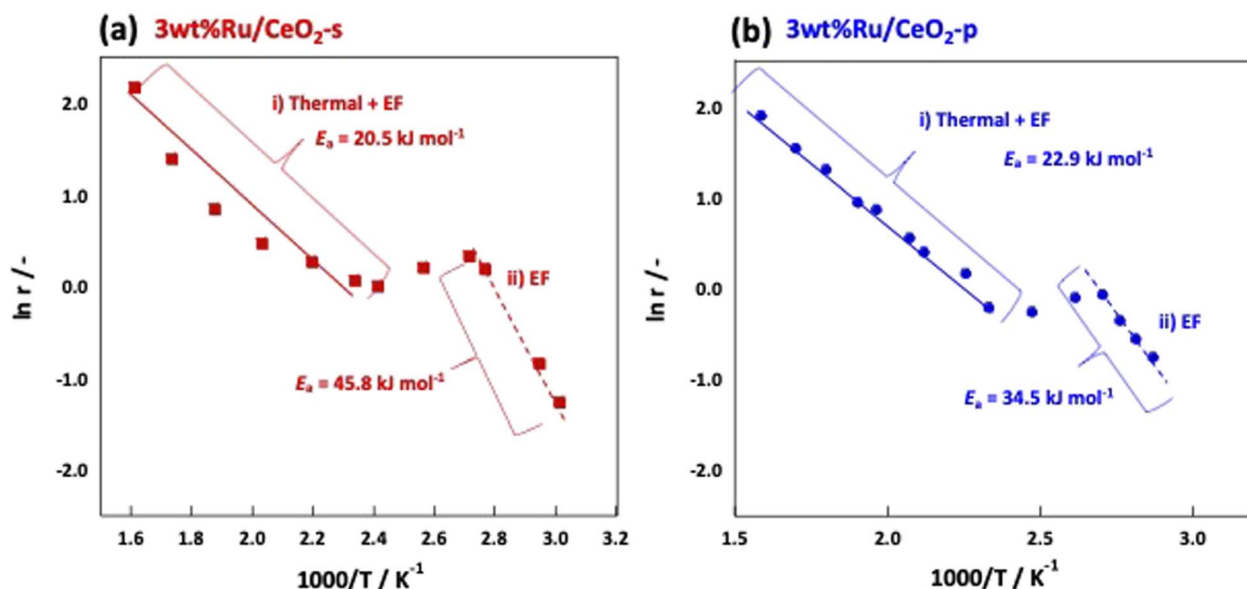 (a) 3wt%Ru/CeO₂-s
i) Thermal + EF
Eₐ = 20.5 kJ mol⁻¹
ii) EF
Eₐ = 45.8 kJ mol⁻¹
ln r / -
2.0
1.0
0.0
-1.0
-2.0
1.6 1.8 2.0 2.2 2.4 2.6 2.8 3.0 3.2
1000/T / K⁻¹
(b) 3wt%Ru/CeO₂-p
i) Thermal + EF
Eₐ = 22.9 kJ mol⁻¹
ii) EF
Eₐ = 34.5 kJ mol⁻¹
ln r / -
2.0
1.0
0.0
-1.0
-2.0
1.5 2.0 2.5 3.0
1000/T / K⁻¹